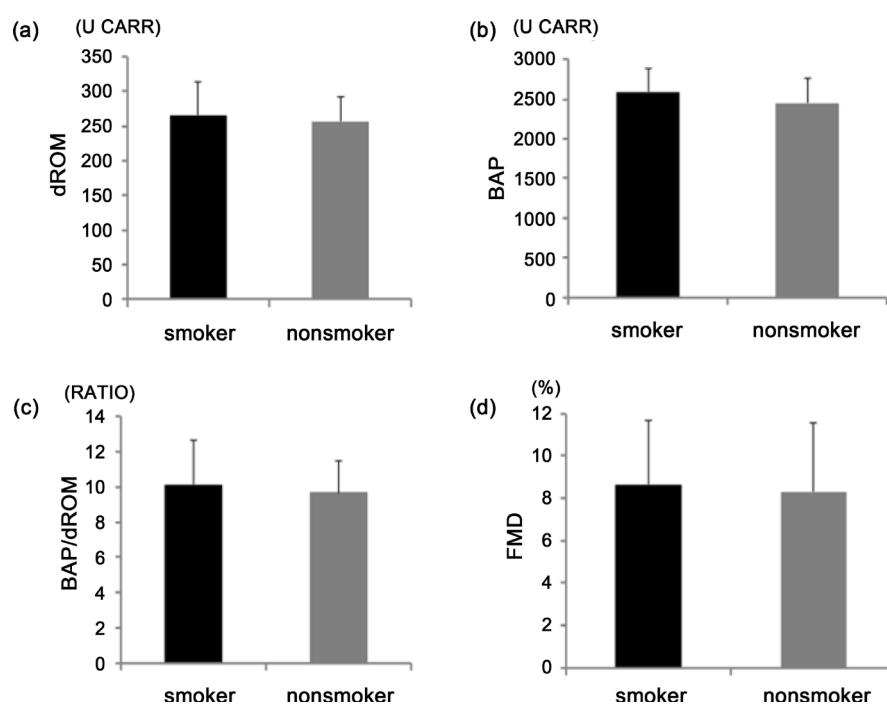 (a) (U CARR)
350
300
250
200
150
100
50
0
dROM
smoker nonsmoker
(b) (U CARR)
3000
2500
2000
1500
1000
500
0
BAP
smoker nonsmoker
(c) (RATIO)
14
12
10
8
6
4
2
0
BAP/dROM
smoker nonsmoker
(d) (%)
12
10
8
6
4
2
0
FMD
smoker nonsmoker